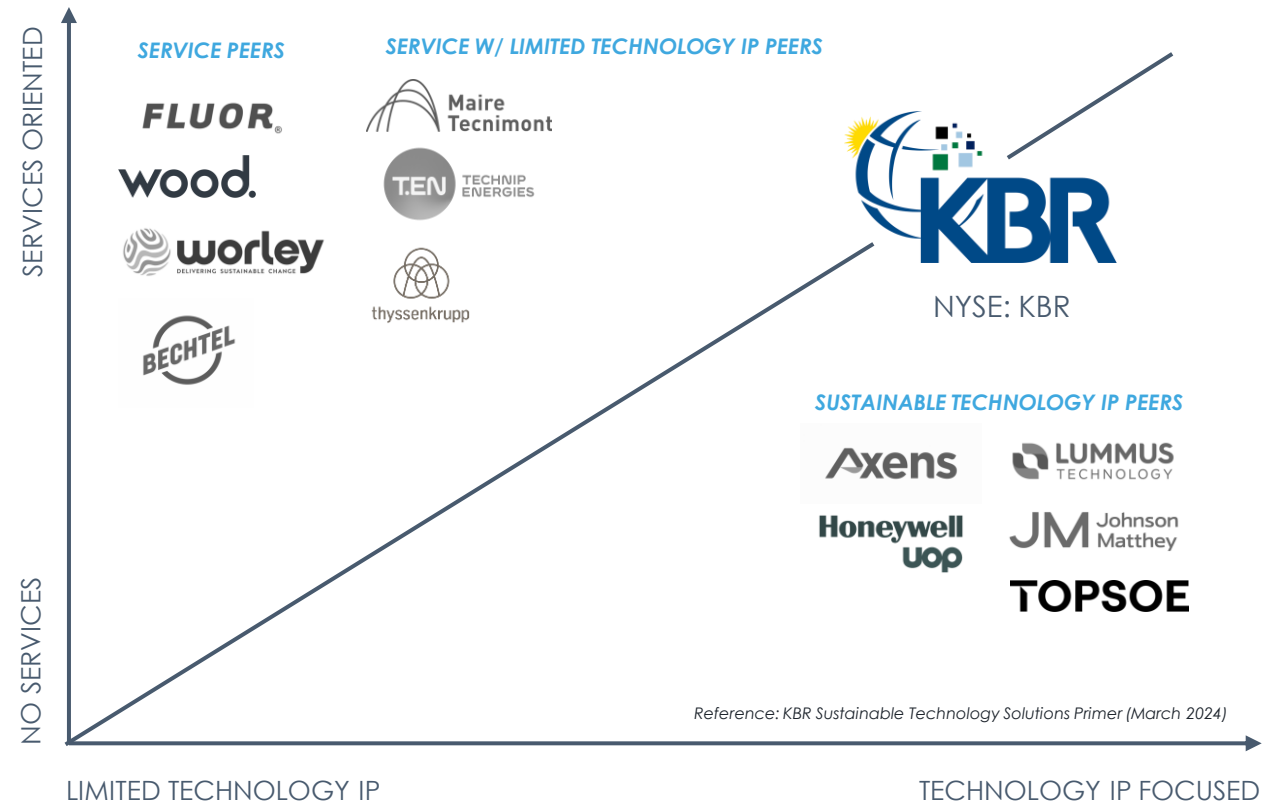 SERVICES ORIENTED
NO SERVICES
SERVICE PEERS
FLUOR®
wood.
worley
DELIVERING SUSTAINABLE CHANGE
BECHTEL
SERVICE W/ LIMITED TECHNOLOGY IP PEERS
Maire
Tecnimont
T.EN TECHNIP
ENERGIES
thyssenkrupp
KBR
NYSE: KBR
SUSTAINABLE TECHNOLOGY IP PEERS
Axens
LUMMUS
TECHNOLOGY
Honeywell
UOP
JM Johnson
Matthey
TOPSOE
Reference: KBR Sustainable Technology Solutions Primer (March 2024)
LIMITED TECHNOLOGY IP
TECHNOLOGY IP FOCUSED